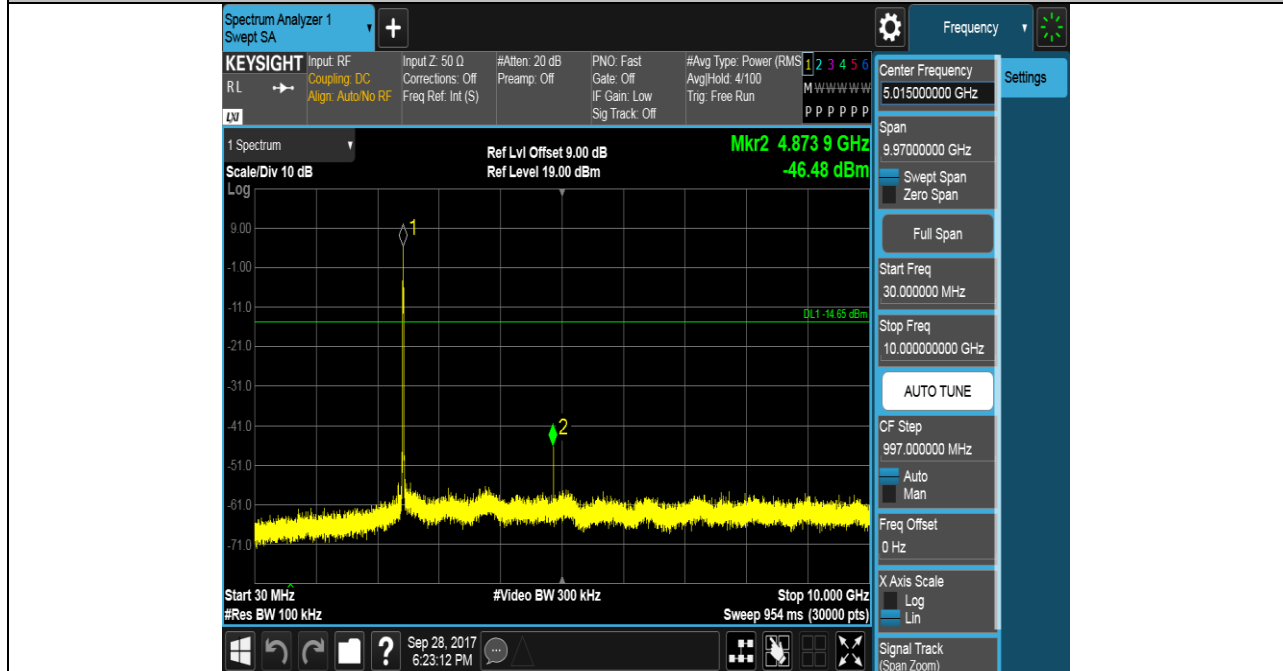 Spectrum Analyzer 1
Swept SA
+
Frequency
KEYSIGHT
RL
LXI
Input: RF
Coupling: DC
Align: Auto/No RF
Input Z: 50 Ω
Corrections: Off
Freq Ref: Int (S)
#Atten: 20 dB
Preamp: Off
PNO: Fast
Gate: Off
IF Gain: Low
Sig Track: Off
#Avg Type: Power (RMS
Avg|Hold: 4/100
Trig: Free Run
1 2 3 4 5 6
M W W W W W
P P P P P P
1 Spectrum
Scale/Div 10 dB
Log
Ref Lvl Offset 9.00 dB
Ref Level 19.00 dBm
Mkr2 4.873 9 GHz
-46.48 dBm
9.00
-1.00
-11.0
-21.0
-31.0
-41.0
-51.0
-61.0
-71.0
1
DL1 -14.65 dBm
2
Start 30 MHz
#Res BW 100 kHz
#Video BW 300 kHz
Stop 10.000 GHz
Sweep 954 ms (30000 pts)
?
Sep 28, 2017
6:23:12 PM
Center Frequency
5.015000000 GHz
Span
9.97000000 GHz
Swept Span
Zero Span
Full Span
Start Freq
30.000000 MHz
Stop Freq
10.000000000 GHz
AUTO TUNE
CF Step
997.000000 MHz
Auto
Man
Freq Offset
0 Hz
X Axis Scale
Log
Lin
Signal Track
(Span Zoom)
Settings